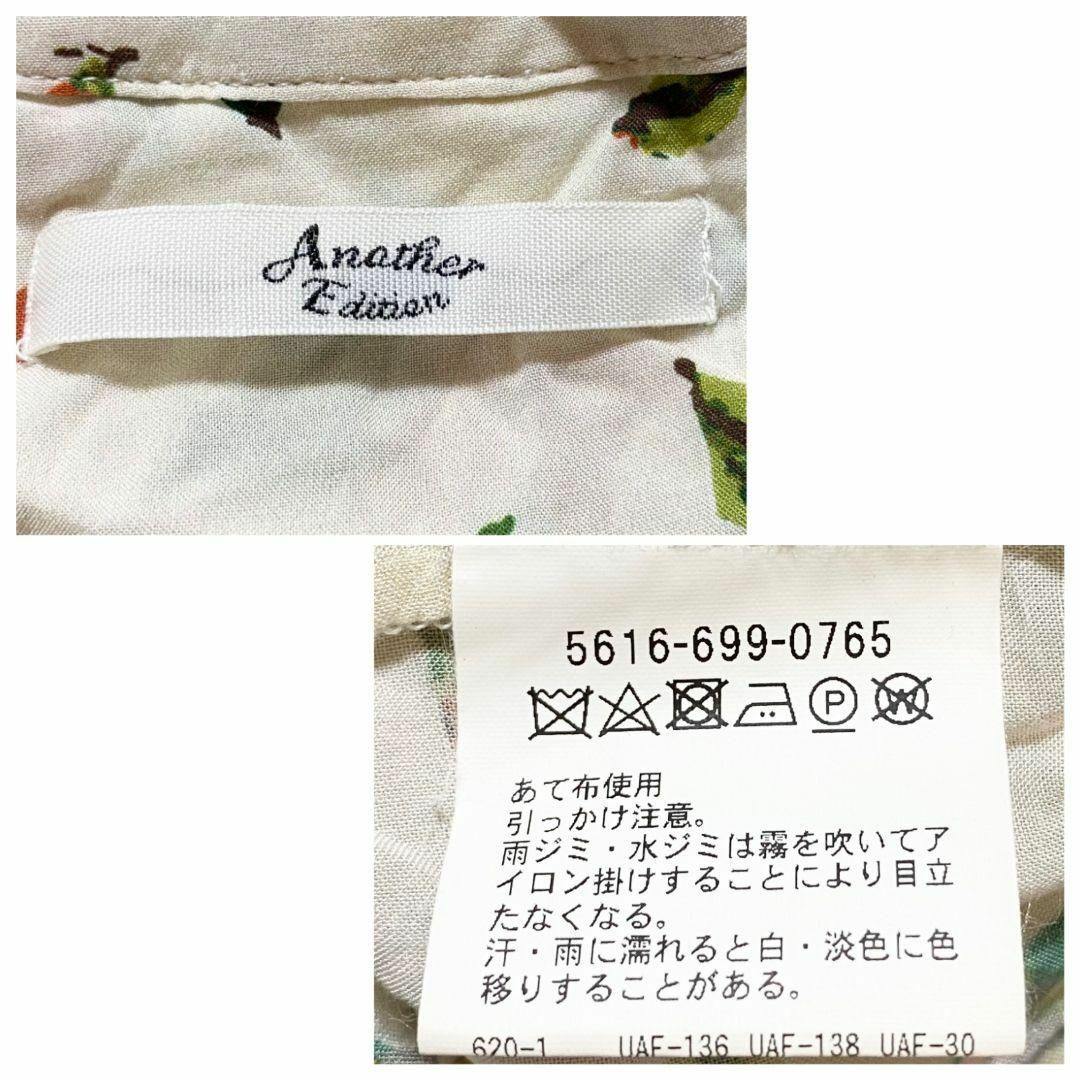 Another
Edition
5616-699-0765
P
W
あて布使用
引っかけ注意。
雨ジミ・水ジミは霧を吹いてア
イロン掛けすることにより目立
たなくなる。
汗・雨に濡れると白・淡色に色
移りすることがある。
620-1 UAF-136 UAF-138 UAF-30